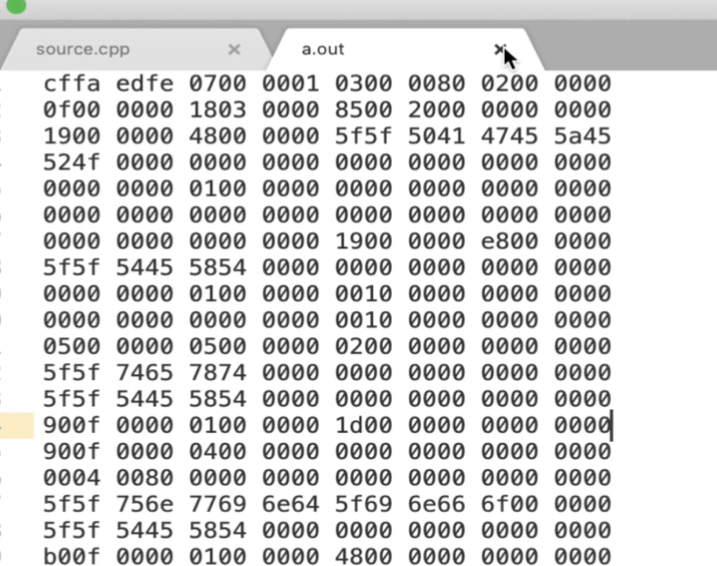 source.cpp × a.out ×
cffa edfe 0700 0001 0300 0080 0200 0000
0f00 0000 1803 0000 8500 2000 0000 0000
1900 0000 4800 0000 5f5f 5041 4745 5a45
524f 0000 0000 0000 0000 0000 0000 0000
0000 0000 0100 0000 0000 0000 0000 0000
0000 0000 0000 0000 0000 0000 0000 0000
0000 0000 0000 0000 1900 0000 e800 0000
5f5f 5445 5854 0000 0000 0000 0000 0000
0000 0000 0100 0000 0010 0000 0000 0000
0000 0000 0000 0000 0010 0000 0000 0000
0500 0000 0500 0000 0200 0000 0000 0000
5f5f 7465 7874 0000 0000 0000 0000 0000
5f5f 5445 5854 0000 0000 0000 0000 0000
900f 0000 0100 0000 1d00 0000 0000 0000
900f 0000 0400 0000 0000 0000 0000 0000
0004 0080 0000 0000 0000 0000 0000 0000
5f5f 756e 7769 6e64 5f69 6e66 6f00 0000
5f5f 5445 5854 0000 0000 0000 0000 0000
b00f 0000 0100 0000 4800 0000 0000 0000